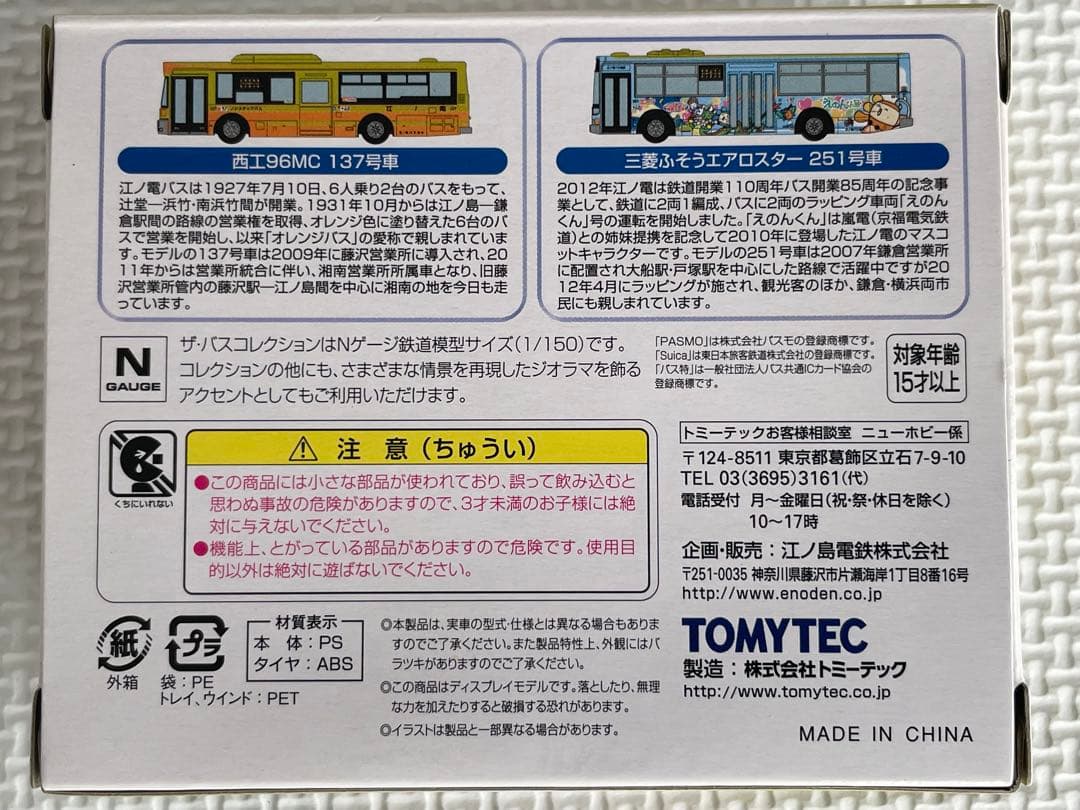 西工96MC 137号車
江ノ電バスは1927年7月10日、6人乗り2台のバスをもって、
辻堂―浜竹・南浜竹間が開業。1931年10月からは江ノ島―鎌
倉駅間の路線の営業権を取得、オレンジ色に塗り替えた6台のバ
スで営業を開始し、以来「オレンジバス」の愛称で親しまれていま
す。モデルの137号車は2009年に藤沢営業所に導入され、20
11年からは営業所統合に伴い、湘南営業所所属車となり、旧藤
沢営業所管内の藤沢駅―江ノ島間を中心に湘南の地を今日も走
っています。
三菱ふそうエアロスター 251号車
2012年江ノ電は鉄道開業110周年バス開業85周年の記念事
業として、鉄道に2両1編成、バスに2両のラッピング車両「えのん
くん」号の運転を開始しました。「えのんくん」は嵐電（京福電気鉄
道）との姉妹提携を記念して2010年に登場した江ノ電のマスコ
ットキャラクターです。モデルの251号車は2007年鎌倉営業所
に配置され大船駅・戸塚駅を中心にした路線で活躍中ですが2
012年4月にラッピングが施され、観光客のほか、鎌倉・横浜両市
民にも親しまれています。
N
GAUGE
ザ・バスコレクションはNゲージ鉄道模型サイズ(1/150)です。
コレクションの他にも、さまざまな情景を再現したジオラマを飾る
アクセントとしてもご利用いただけます。
「PASMO」は株式会社パスモの登録商標です。
「Suica」は東日本旅客鉄道株式会社の登録商標です。
「バス特」は一般社団法人バス共通ICカード協会の
登録商標です。
対象年齢
15才以上
くちにいれない
注 意（ちゅうい）
●この商品には小さな部品が使われており、誤って飲み込むと
思わぬ事故の危険がありますので、3才未満のお子様には絶
対に与えないでください。
●機能上、とがっている部品がありますので危険です。使用目
的以外は絶対に遊ばないでください。
トミーテックお客様相談室 ニューホビー係
〒124-8511 東京都葛飾区立石7-9-10
TEL 03(3695)3161(代)
電話受付 月～金曜日(祝・祭・休日を除く)
10～17時
企画・販売：江ノ島電鉄株式会社
〒251-0035 神奈川県藤沢市片瀬海岸1丁目8番16号
http://www.enoden.co.jp
紙
外箱
プラ
袋：PE
トレイ、ウインド：PET
材質表示
本 体：PS
タイヤ：ABS
◎本製品は、実車の型式・仕様とは異なる場合もありま
すのでご了承ください。また製品特性上、外観にはバ
ラツキがありますのでご了承ください。
◎この商品はディスプレイモデルです。落としたり、無理
な力を加えたりすると破損する恐れがあります。
◎イラストは製品と一部異なる場合があります。
TOMYTEC
製造：株式会社トミーテック
http://www.tomytec.co.jp
MADE IN CHINA